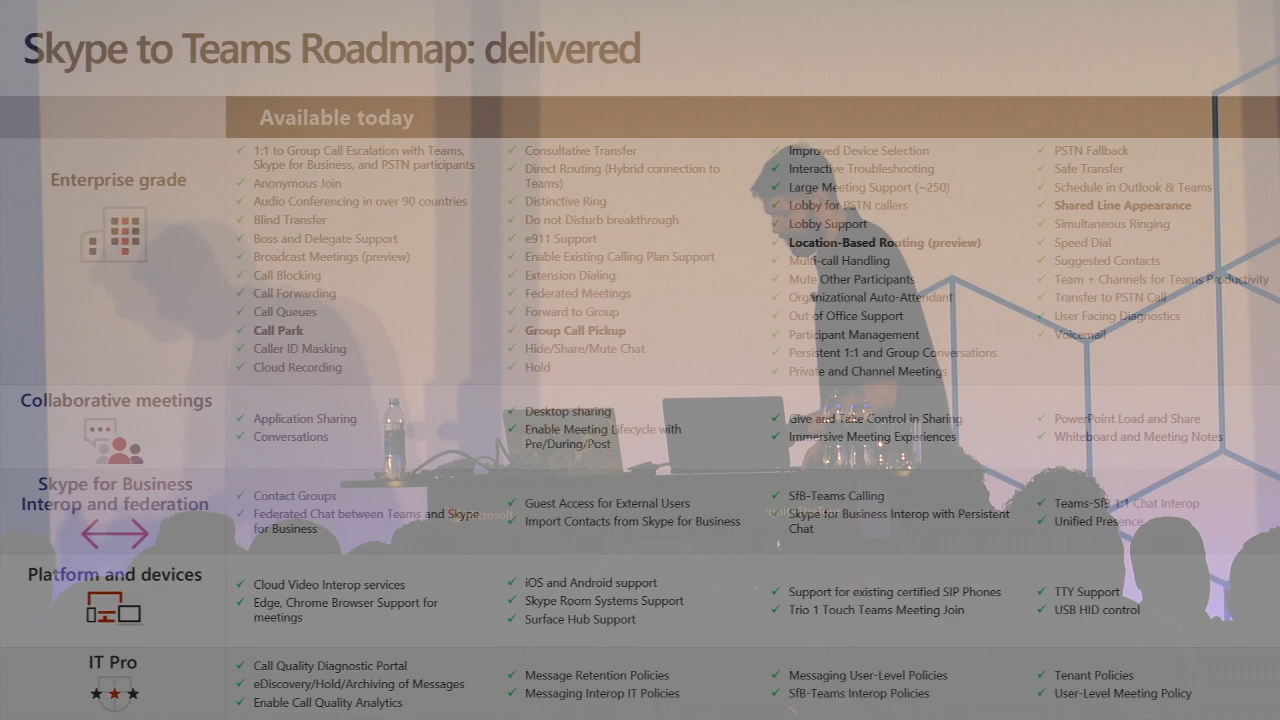 Skype to Teams Roadmap: delivered
Available today
Enterprise grade
1:1 to Group Call Escalation with Teams,
Skype for Business, and PSTN participants
Anonymous Join
Audio Conferencing in over 90 countries
Blind Transfer
Boss and Delegate Support
Broadcast Meetings (preview)
Call Blocking
Call Forwarding
Call Queues
Call Park
Caller ID Masking
Cloud Recording
Consultative Transfer
Direct Routing (Hybrid connection to
Teams)
Distinctive Ring
Do not Disturb breakthrough
e911 Support
Enable Existing Calling Plan Support
Extension Dialing
Federated Meetings
Forward to Group
Group Call Pickup
Hide/Share/Mute Chat
Hold
Improved Device Selection
Interactive Troubleshooting
Large Meeting Support (~250)
Lobby for PSTN callers
Lobby Support
Location-Based Routing (preview)
Multi-call Handling
Mute Other Participants
Organizational Auto-Attendant
Out of Office Support
Participant Management
Persistent 1:1 and Group Conversations
Private and Channel Meetings
PSTN Fallback
Safe Transfer
Schedule in Outlook & Teams
Shared Line Appearance
Simultaneous Ringing
Speed Dial
Suggested Contacts
Team + Channels for Teams Productivity
Transfer to PSTN Call
User Facing Diagnostics
Voicemail
Collaborative meetings
Application Sharing
Conversations
Desktop sharing
Enable Meeting Lifecycle with
Pre/During/Post
Give and Take Control in Sharing
Immersive Meeting Experiences
PowerPoint Load and Share
Whiteboard and Meeting Notes
Skype for Business
Interop and federation
Contact Groups
Federated Chat between Teams and Skype
for Business
Guest Access for External Users
Import Contacts from Skype for Business
SfB-Teams Calling
Skype for Business Interop with Persistent
Chat
Teams-SfB 1:1 Chat Interop
Unified Presence
Platform and devices
Cloud Video Interop services
Edge, Chrome Browser Support for
meetings
iOS and Android support
Skype Room Systems Support
Surface Hub Support
Support for existing certified SIP Phones
Trio 1 Touch Teams Meeting Join
TTY Support
USB HID control
IT Pro
Call Quality Diagnostic Portal
eDiscovery/Hold/Archiving of Messages
Enable Call Quality Analytics
Message Retention Policies
Messaging Interop IT Policies
Messaging User-Level Policies
SfB-Teams Interop Policies
Tenant Policies
User-Level Meeting Policy